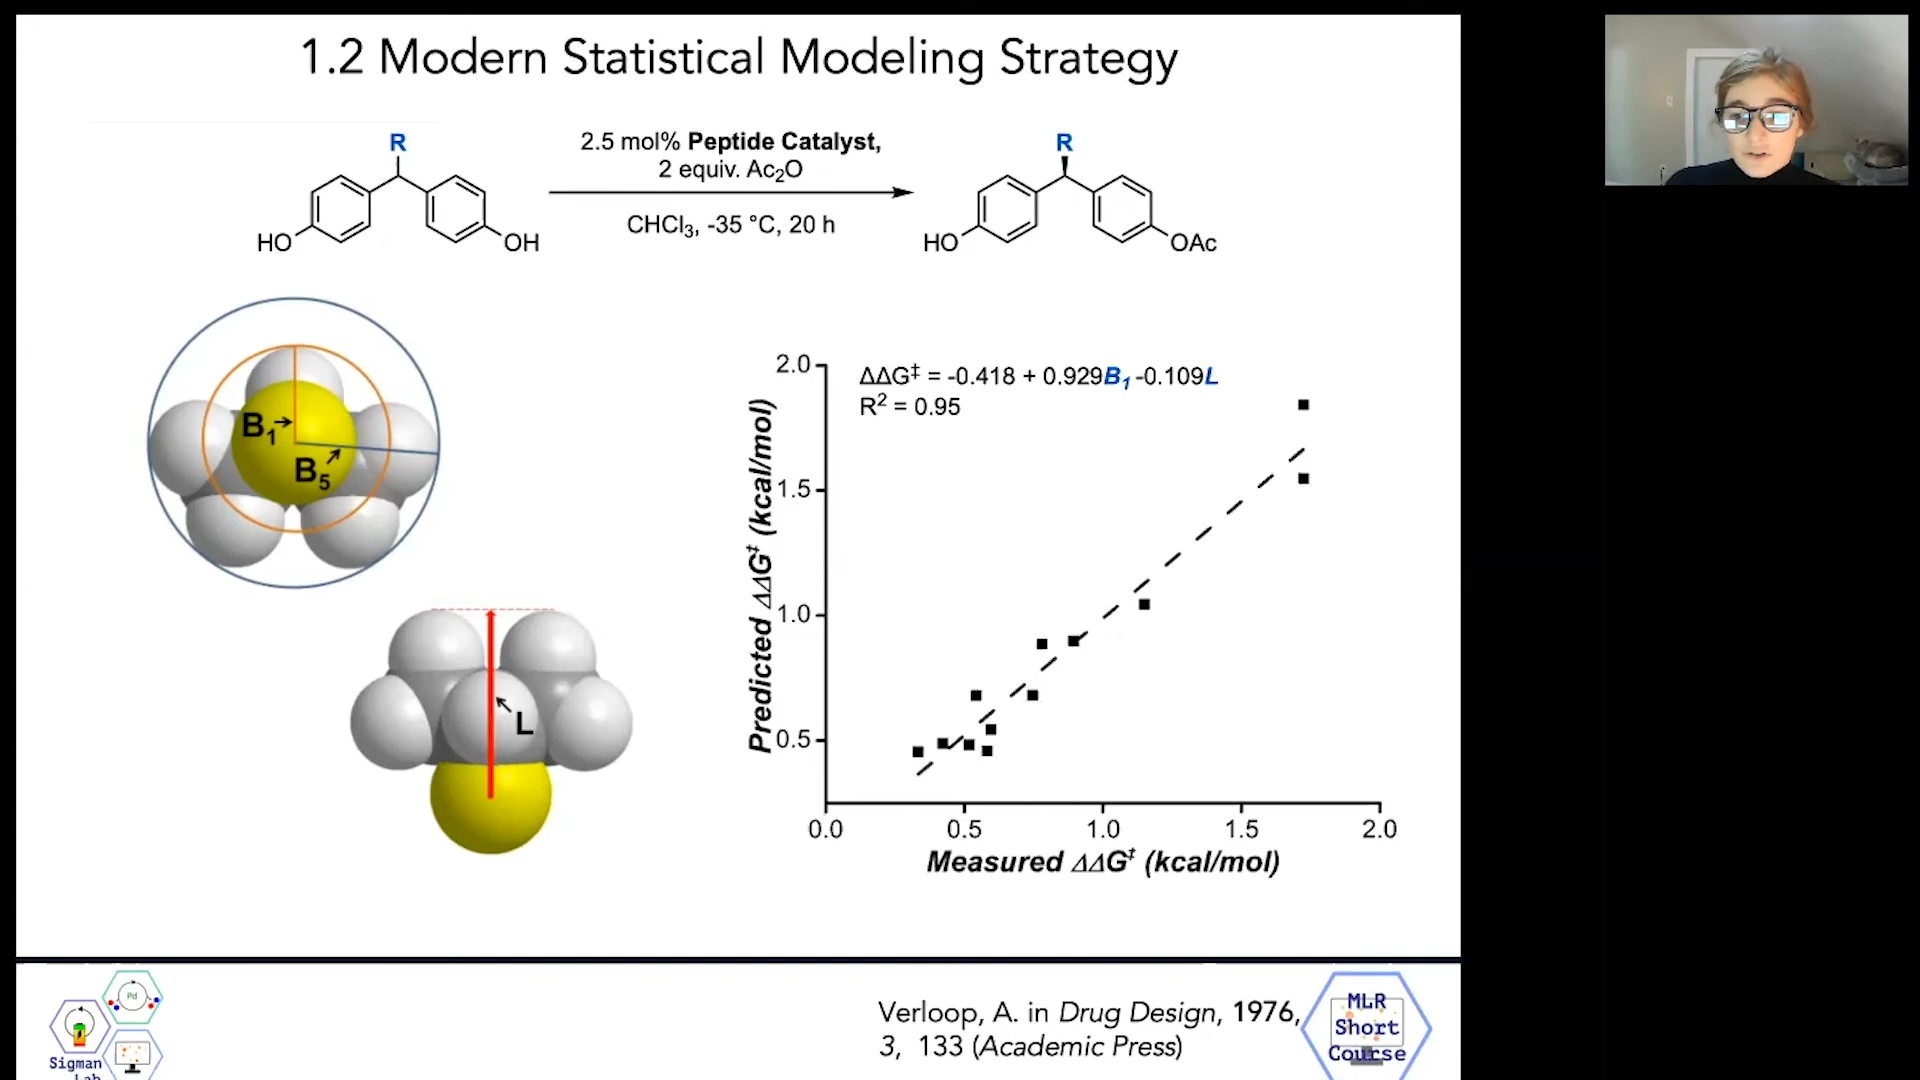 1.2 Modern Statistical Modeling Strategy
R
HO
OH
2.5 mol% Peptide Catalyst,
2 equiv. Ac₂O
CHCl₃, -35 °C, 20 h
R
HO
OAc
B₁
B₅
L
ΔΔG‡ = -0.418 + 0.929B₁ -0.109L
R² = 0.95
Predicted ΔΔG‡ (kcal/mol)
2.0
1.5
1.0
0.5
0.0 0.5 1.0 1.5 2.0
Measured ΔΔG‡ (kcal/mol)
Pd
Sigman
Lab
Verloop, A. in Drug Design, 1976,
3, 133 (Academic Press)
MLR
Short
Course